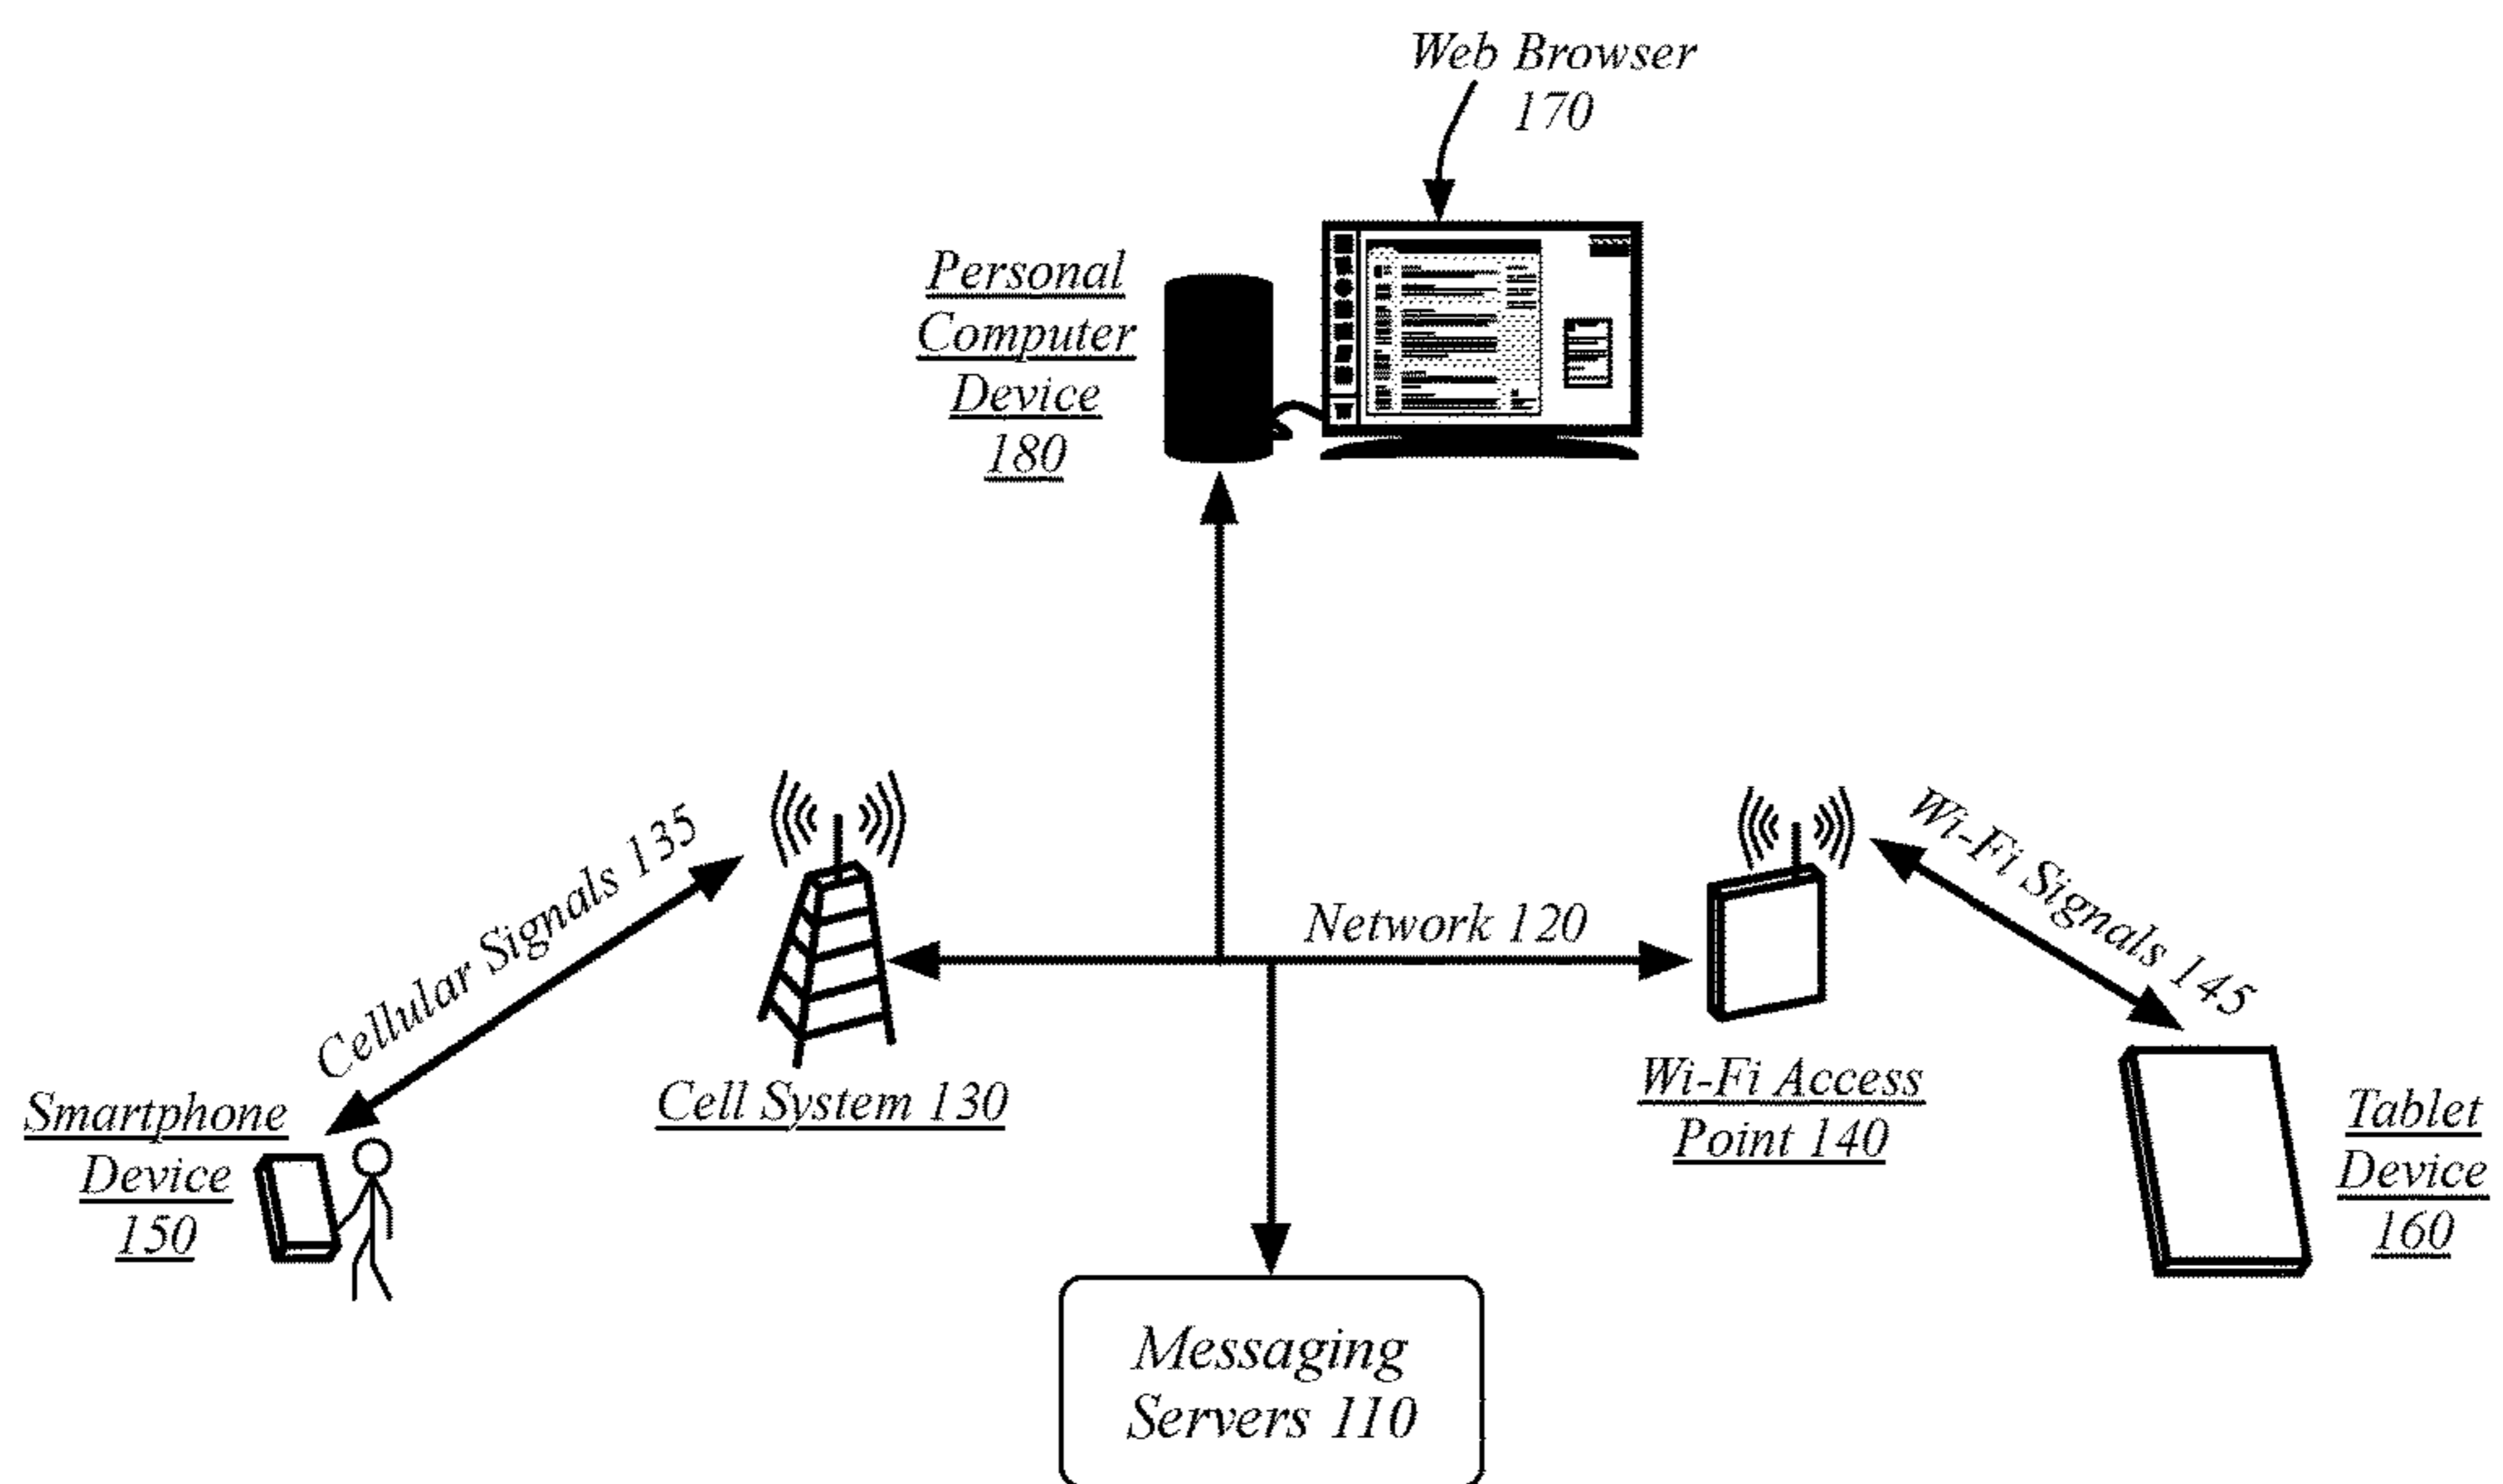 Web Browser
170
Personal
Computer
Device
180
Cellular Signals 135
Network 120
Wi-Fi Signals 145
Smartphone
Device
150
Cell System 130
Wi-Fi Access
Point 140
Tablet
Device
160
Messaging
Servers 110